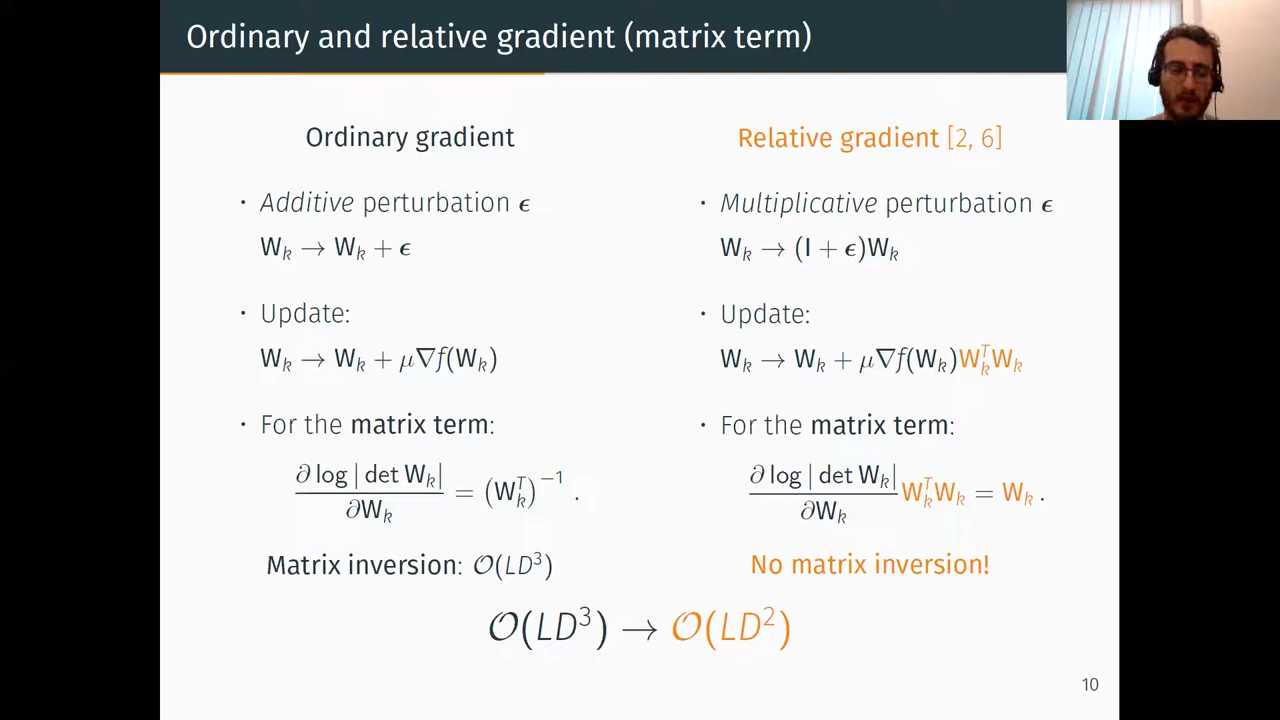 Ordinary and relative gradient (matrix term)
Ordinary gradient
· Additive perturbation ϵ
Wₖ → Wₖ + ϵ
· Update:
Wₖ → Wₖ + μ∇f(Wₖ)
· For the matrix term:
∂ log | det Wₖ| / ∂Wₖ = (Wₖᵀ)⁻¹ .
Matrix inversion: 𝒪(LD³)
Relative gradient [2, 6]
· Multiplicative perturbation ϵ
Wₖ → (I + ϵ)Wₖ
· Update:
Wₖ → Wₖ + μ∇f(Wₖ)WₖᵀWₖ
· For the matrix term:
∂ log | det Wₖ| / ∂Wₖ WₖᵀWₖ = Wₖ .
No matrix inversion!
𝒪(LD³) → 𝒪(LD²)
10